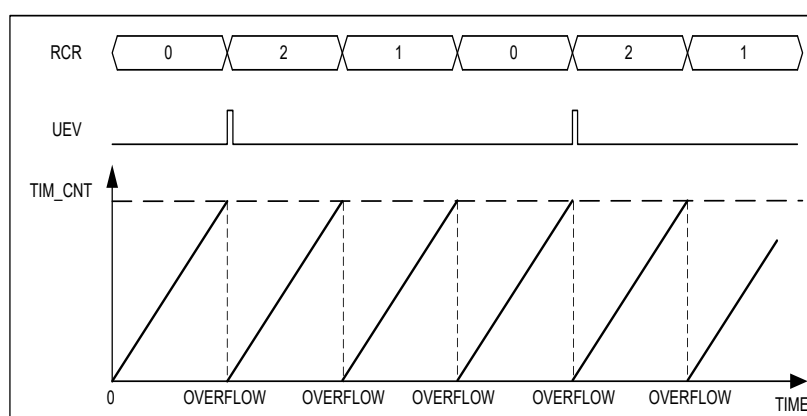 RCR 0 2 1 0 2 1
UEV
TIM_CNT
0 OVERFLOW OVERFLOW OVERFLOW OVERFLOW OVERFLOW TIME